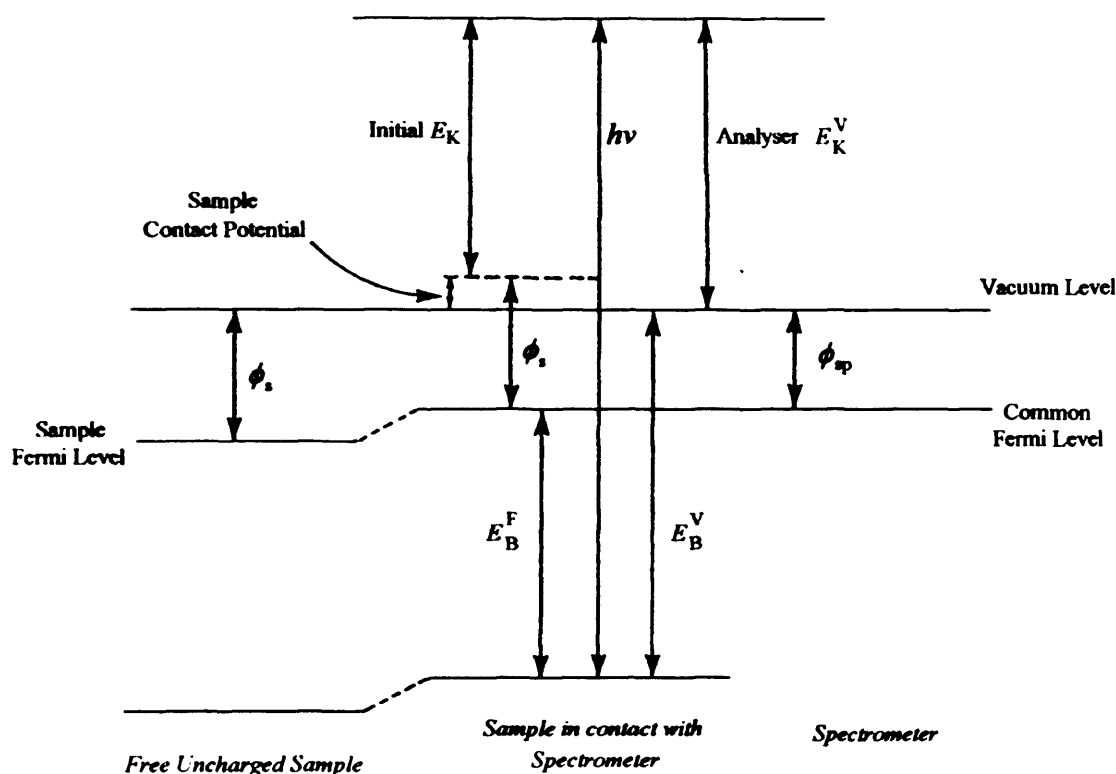 Initial E_K
hν
Analyser E_K^V
Sample
Contact Potential
Vacuum Level
ϕ_s
ϕ_s
ϕ_sp
Sample
Fermi Level
Common
Fermi Level
E_B^F
E_B^V
Free Uncharged Sample
Sample in contact with
Spectrometer
Spectrometer